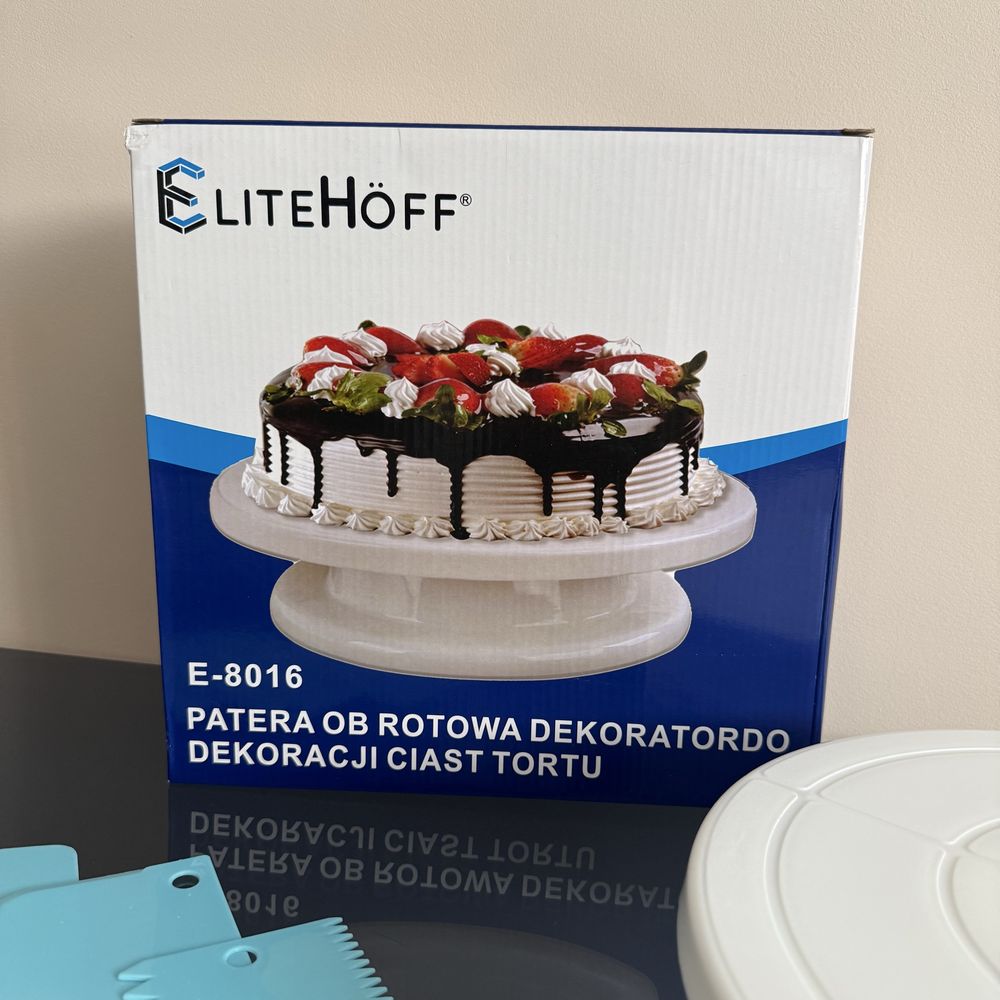 ELITEHÖFF®
E-8016
PATERA OB ROTOWA DEKORATORDO
DEKORACJI CIAST TORTU